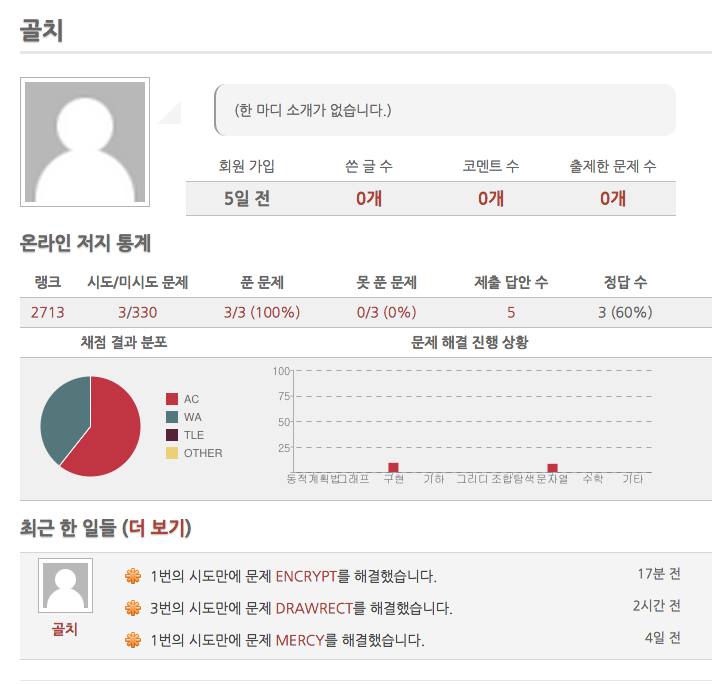 골치
(한 마디 소개가 없습니다.)
회원 가입 쓴 글 수 코멘트 수 출제한 문제 수
5일 전 0개 0개 0개
온라인 저지 통계
랭크 시도/미시도 문제 푼 문제 못 푼 문제 제출 답안 수 정답 수
2713 3/330 3/3 (100%) 0/3 (0%) 5 3 (60%)
채점 결과 분포 문제 해결 진행 상황
AC
WA
TLE
OTHER
100
75
50
25
동적계획법 그래프 구현 기하 그리디 조합탐색 문자열 수학 기타
최근 한 일들 (더 보기)
골치
1번의 시도만에 문제 ENCRYPT를 해결했습니다. 17분 전
3번의 시도만에 문제 DRAWRECT를 해결했습니다. 2시간 전
1번의 시도만에 문제 MERCY를 해결했습니다. 4일 전